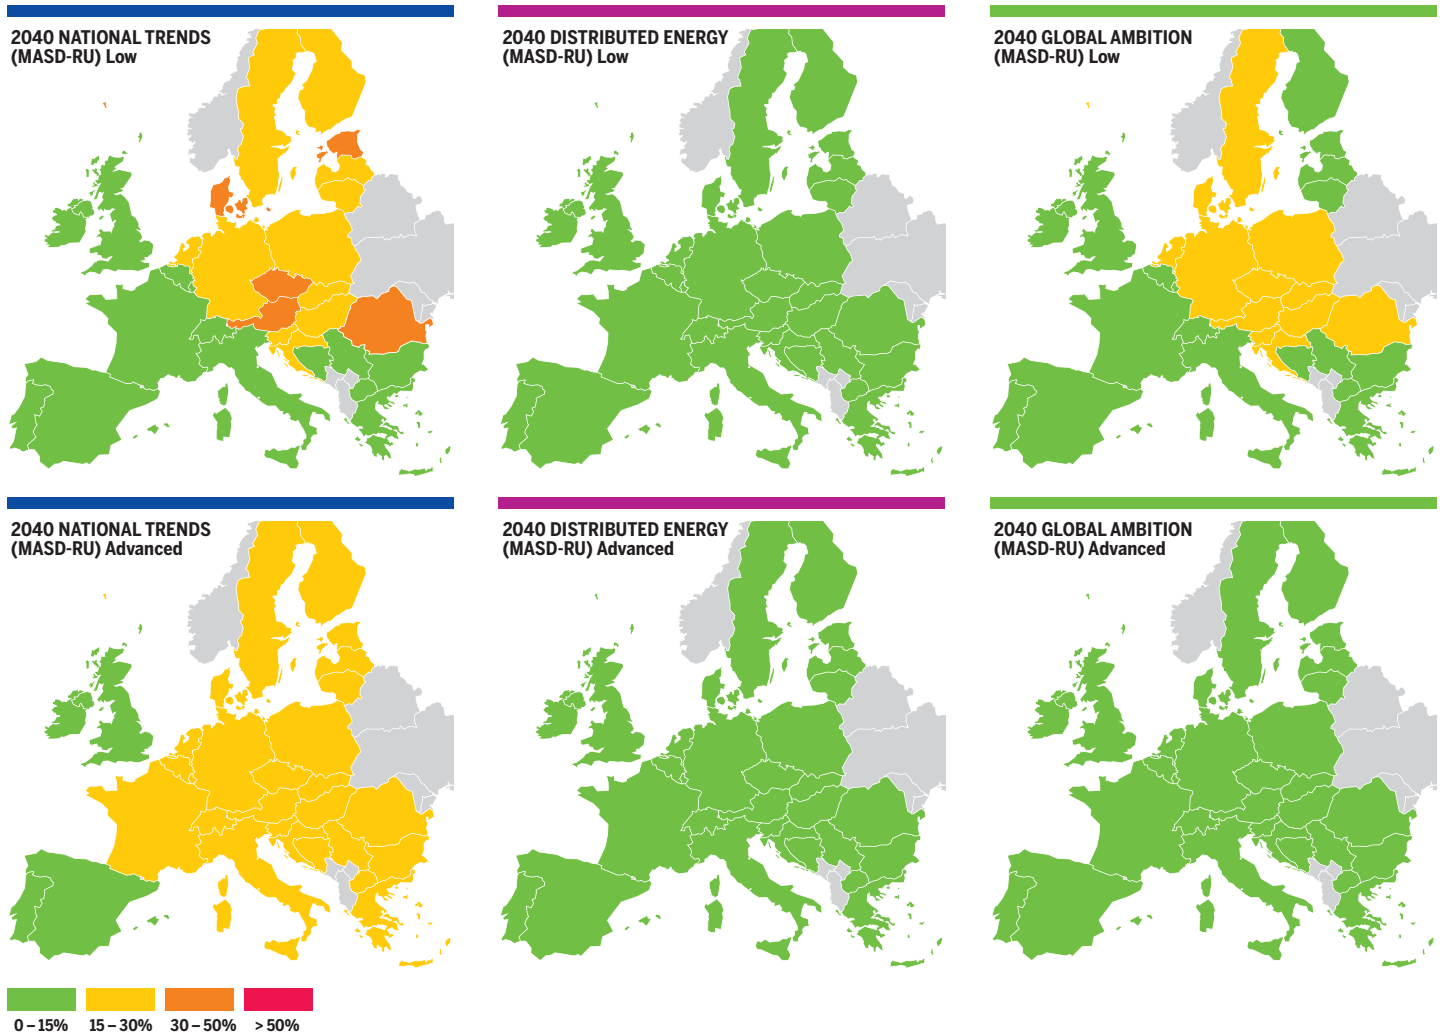 2040 NATIONAL TRENDS
(MASD-RU) Low
2040 DISTRIBUTED ENERGY
(MASD-RU) Low
2040 GLOBAL AMBITION
(MASD-RU) Low
2040 NATIONAL TRENDS
(MASD-RU) Advanced
2040 DISTRIBUTED ENERGY
(MASD-RU) Advanced
2040 GLOBAL AMBITION
(MASD-RU) Advanced
0 – 15%
15 – 30%
30 – 50%
> 50%